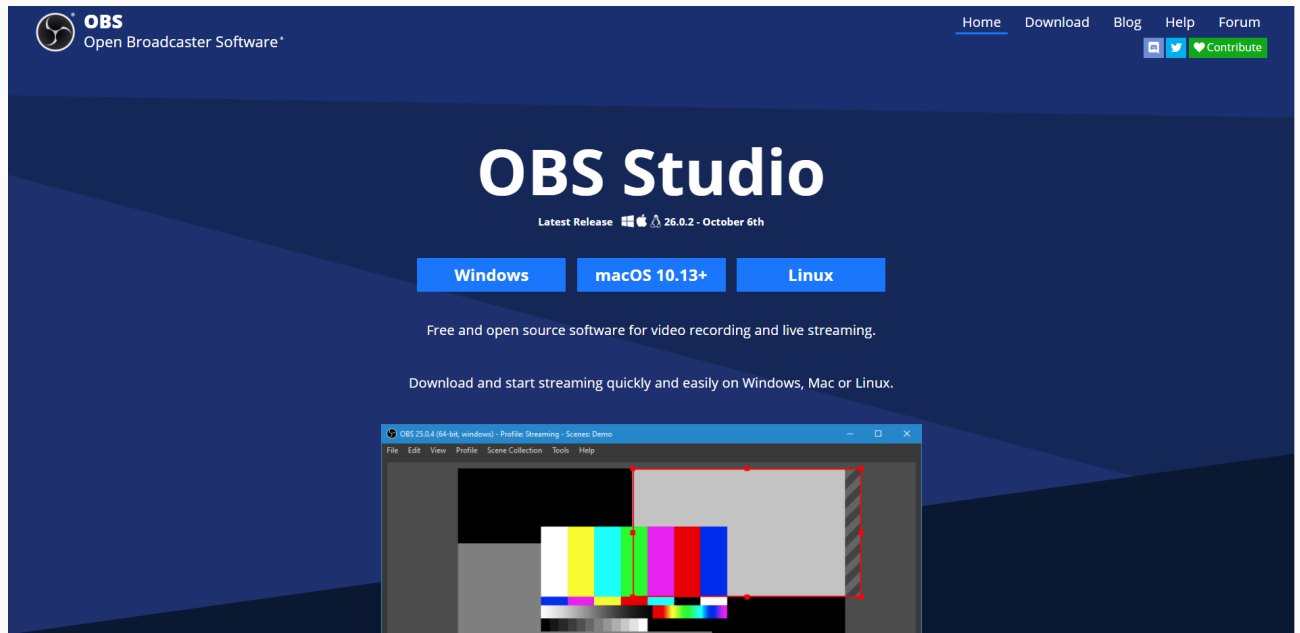 OBS
Open Broadcaster Software*
Home Download Blog Help Forum
Contribute
OBS Studio
Latest Release 26.0.2 - October 6th
Windows macOS 10.13+ Linux
Free and open source software for video recording and live streaming.
Download and start streaming quickly and easily on Windows, Mac or Linux.
OBS 25.0.4 (64-bit, windows) - Profile: Streaming - Scenes: Demo
File Edit View Profile Scene Collection Tools Help